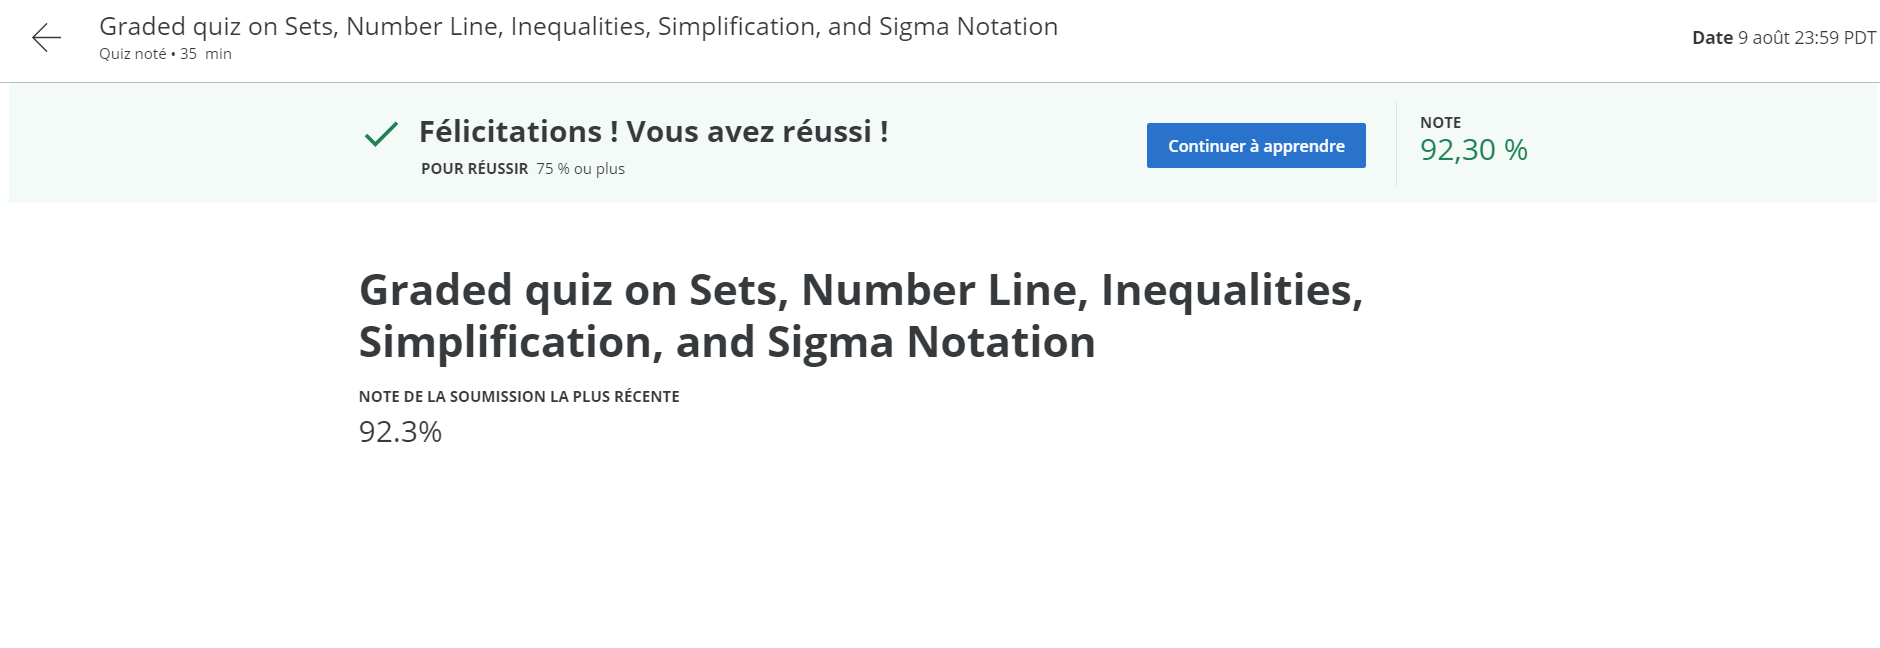 Graded quiz on Sets, Number Line, Inequalities, Simplification, and Sigma Notation
Quiz noté • 35 min
Date 9 août 23:59 PDT
Félicitations ! Vous avez réussi !
POUR RÉUSSIR 75 % ou plus
Continuer à apprendre
NOTE
92,30 %
Graded quiz on Sets, Number Line, Inequalities,
Simplification, and Sigma Notation
NOTE DE LA SOUMISSION LA PLUS RÉCENTE
92.3%